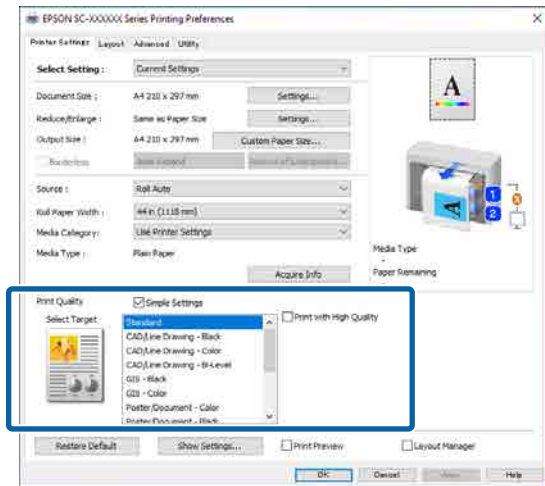 EPSON SC-XXXXXX Series Printing Preferences
Printer Settings Layout Advanced Utility
Select Setting : Current Settings
Document Size : A4 210 x 297 mm Settings...
Reduce/Enlarge : Same as Paper Size Settings...
Output Size : A4 210 x 297 mm Custom Paper Size...
Borderless
Source : Roll Auto
Roll Paper Width : 44 in (1118 mm)
Media Category : Use Printer Settings
Media Type : Plain Paper
Acquire Info
A
A
1
2
Media Type
-
Paper Remaining
-
Print Quality Simple Settings
Select Target
Standard
CAD/Line Drawing - Black
CAD/Line Drawing - Color
CAD/Line Drawing - Bi-Level
GIS - Black
GIS - Color
Poster/Document - Color
Poster/Document - Black
Print with High Quality
Restore Default Show Settings... Print Preview Layout Manager
OK Cancel Help